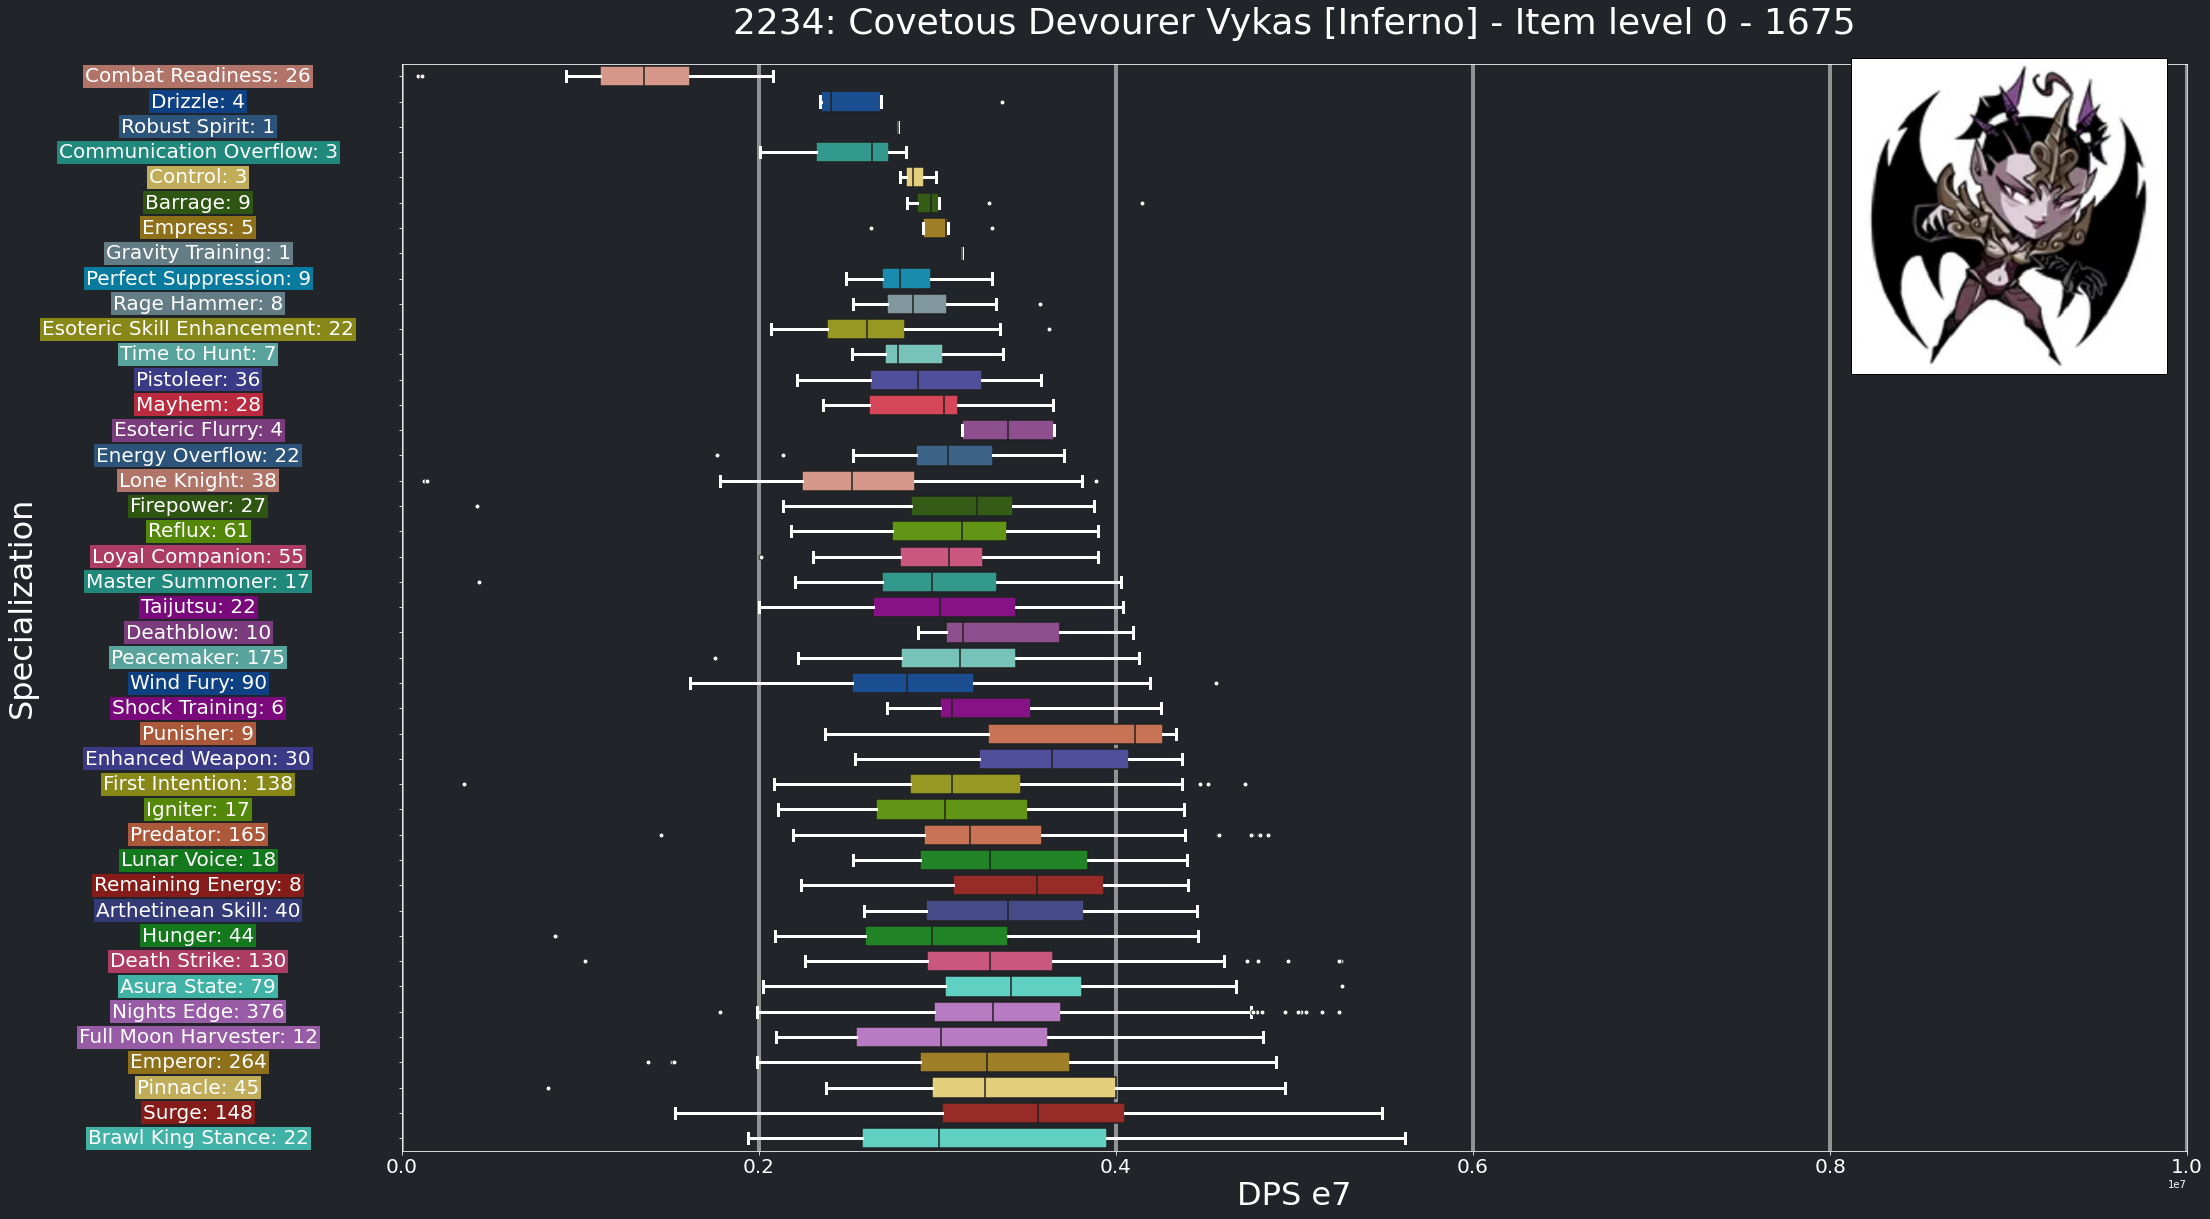 2234: Covetous Devourer Vykas [Inferno] - Item level 0 - 1675
Specialization
Combat Readiness: 26
Drizzle: 4
Robust Spirit: 1
Communication Overflow: 3
Control: 3
Barrage: 9
Empress: 5
Gravity Training: 1
Perfect Suppression: 9
Rage Hammer: 8
Esoteric Skill Enhancement: 22
Time to Hunt: 7
Pistoleer: 36
Mayhem: 28
Esoteric Flurry: 4
Energy Overflow: 22
Lone Knight: 38
Firepower: 27
Reflux: 61
Loyal Companion: 55
Master Summoner: 17
Taijutsu: 22
Deathblow: 10
Peacemaker: 175
Wind Fury: 90
Shock Training: 6
Punisher: 9
Enhanced Weapon: 30
First Intention: 138
Igniter: 17
Predator: 165
Lunar Voice: 18
Remaining Energy: 8
Arthetinean Skill: 40
Hunger: 44
Death Strike: 130
Asura State: 79
Nights Edge: 376
Full Moon Harvester: 12
Emperor: 264
Pinnacle: 45
Surge: 148
Brawl King Stance: 22
0.0 0.2 0.4 0.6 0.8 1.0
1e7
DPS e7